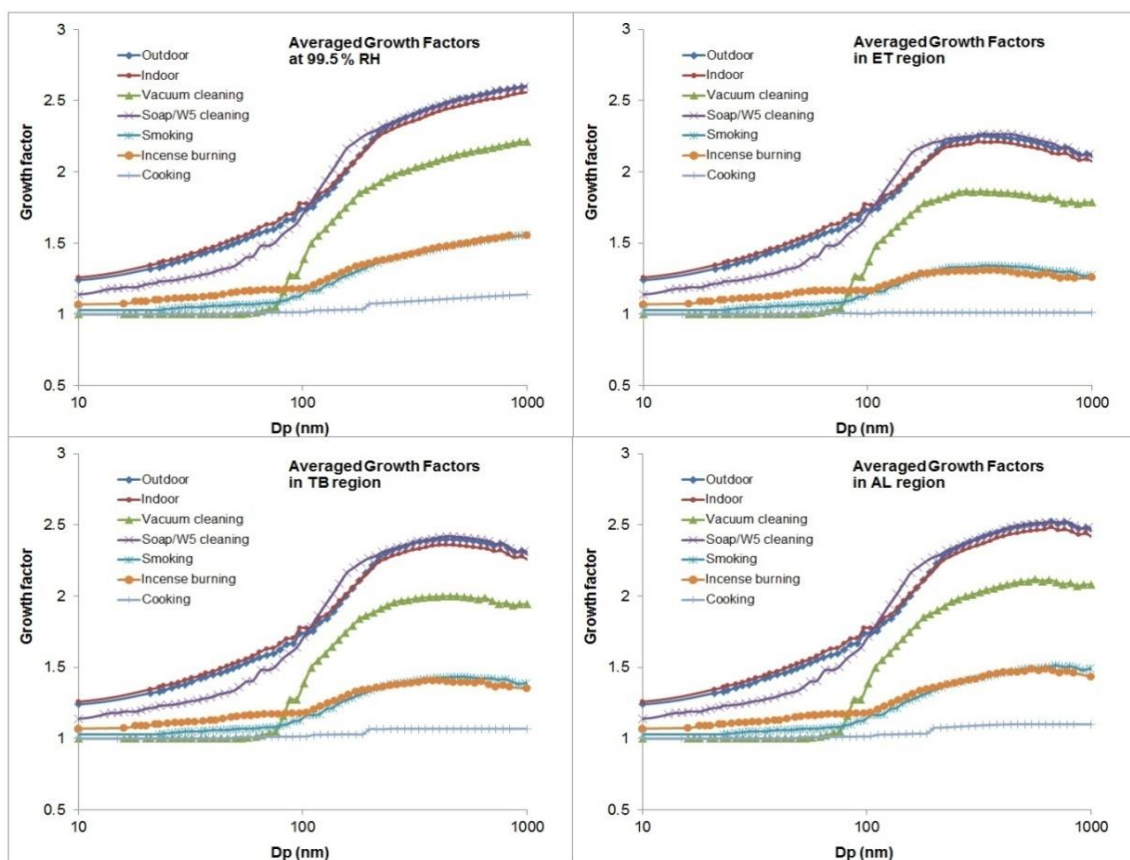 Averaged Growth Factors
at 99.5 % RH
Outdoor
Indoor
Vacuum cleaning
Soap/W5 cleaning
Smoking
Incense burning
Cooking
Growth factor
3
2.5
2
1.5
1
0.5
10
100
1000
Dp (nm)
Averaged Growth Factors
in ET region
Outdoor
Indoor
Vacuum cleaning
Soap/W5 cleaning
Smoking
Incense burning
Cooking
Growth factor
3
2.5
2
1.5
1
0.5
10
100
1000
Dp (nm)
Averaged Growth Factors
in TB region
Outdoor
Indoor
Vacuum cleaning
Soap/W5 cleaning
Smoking
Incense burning
Cooking
Growth factor
3
2.5
2
1.5
1
0.5
10
100
1000
Dp (nm)
Averaged Growth Factors
in AL region
Outdoor
Indoor
Vacuum cleaning
Soap/W5 cleaning
Smoking
Incense burning
Cooking
Growth factor
3
2.5
2
1.5
1
0.5
10
100
1000
Dp (nm)